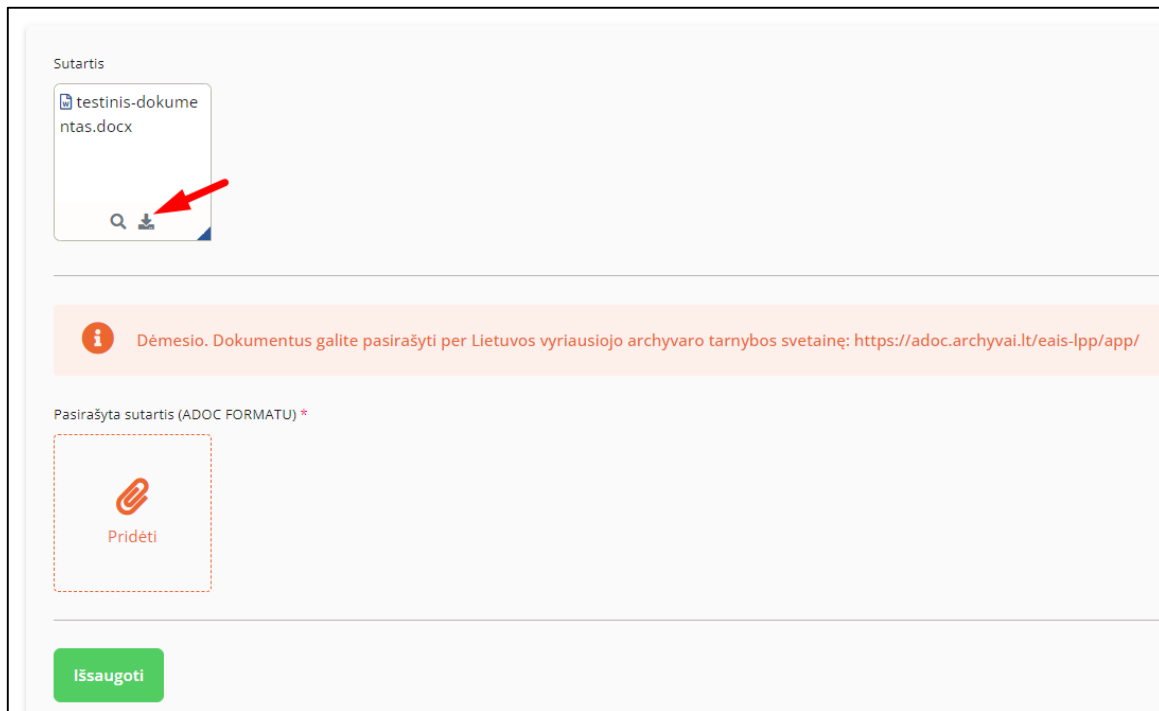 Sutartis
testinis-dokume
ntas.docx
Dėmesio. Dokumentus galite pasirašyti per Lietuvos vyriausiojo archyvaro tarnybos svetainę: https://adoc.archyvai.lt/eais-lpp/app/
Pasirašyta sutartis (ADOC FORMATU) *
Pridėti
Išsaugoti